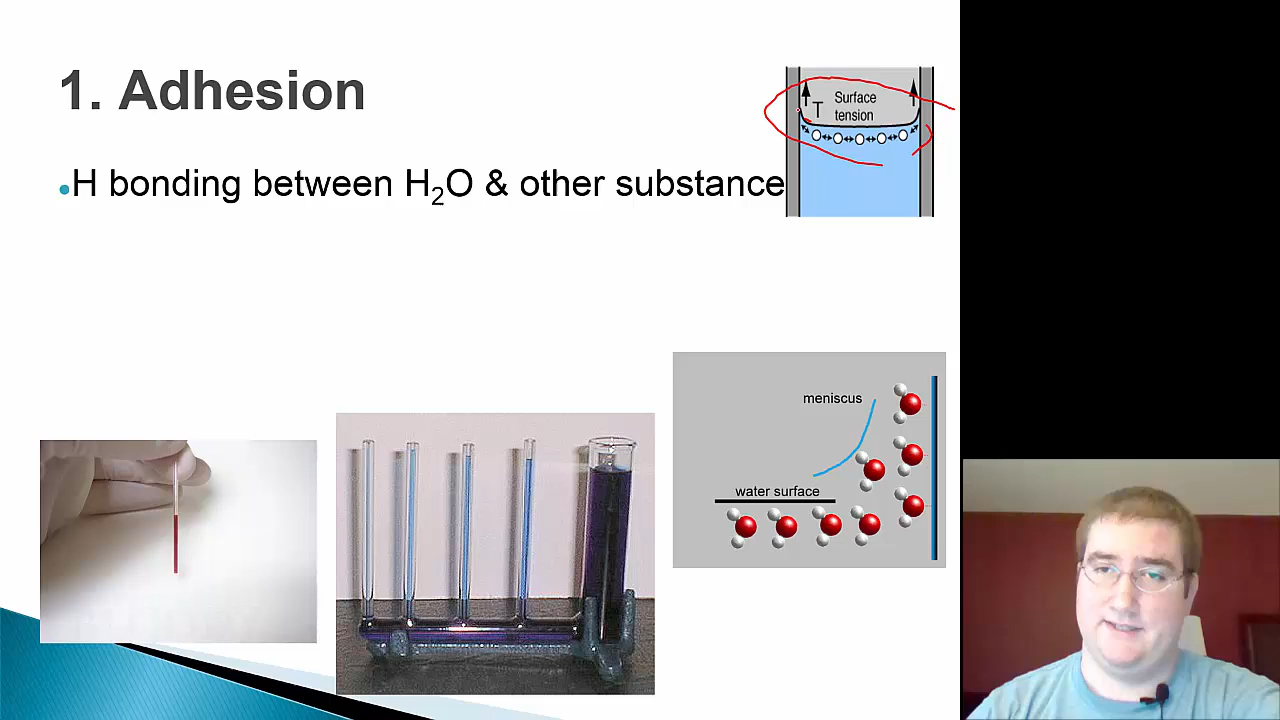 1. Adhesion
H bonding between H₂O & other substance
T
Surface
tension
meniscus
water surface